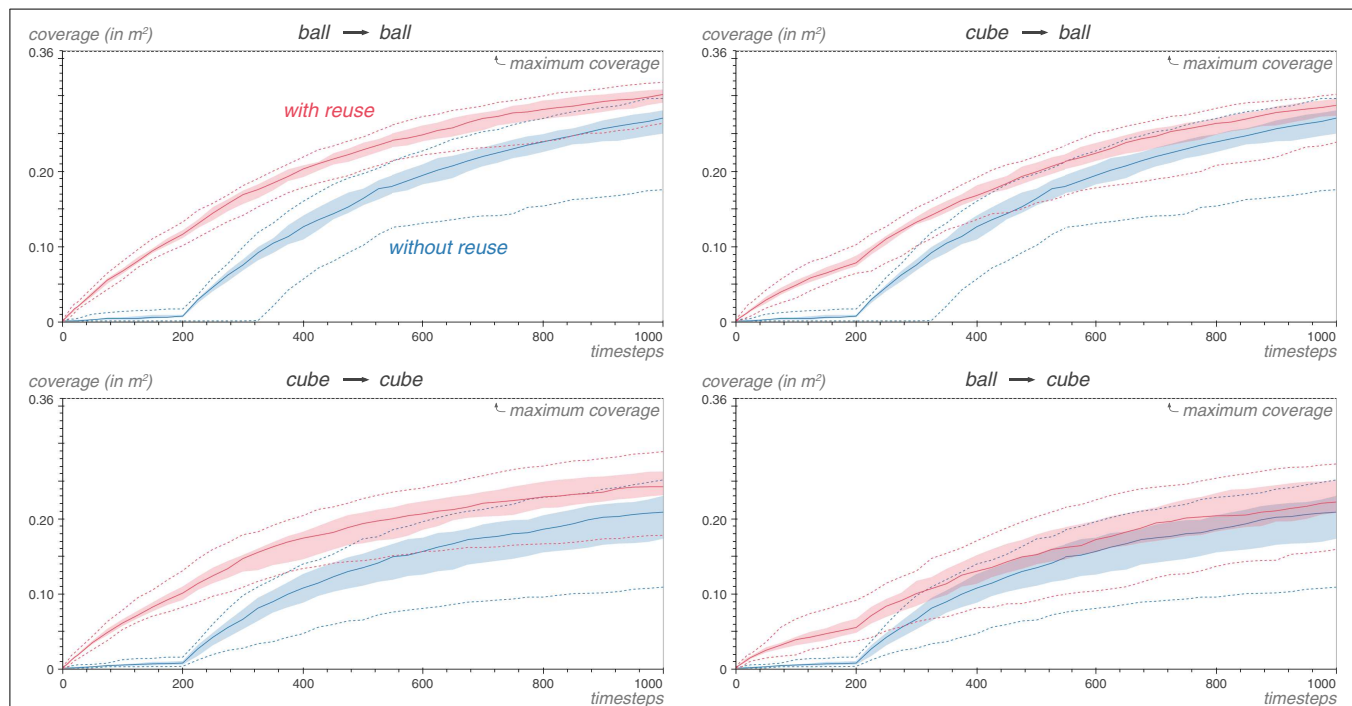 coverage (in m²) ball → ball
0.36
maximum coverage
with reuse
0.20
without reuse
0.10
0
0 200 400 600 800 1000
timesteps
coverage (in m²) cube → ball
0.36
maximum coverage
0.20
0.10
0
0 200 400 600 800 1000
timesteps
coverage (in m²) cube → cube
0.36
maximum coverage
0.20
0.10
0
0 200 400 600 800 1000
timesteps
coverage (in m²) ball → cube
0.36
maximum coverage
0.20
0.10
0
0 200 400 600 800 1000
timesteps